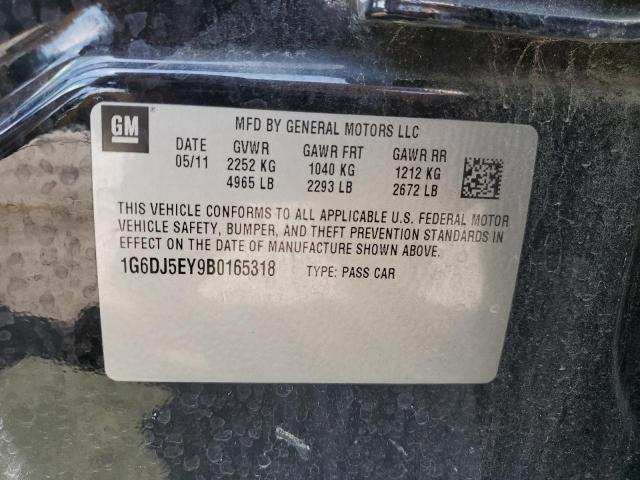 GM
MFD BY GENERAL MOTORS LLC
DATE GVWR GAWR FRT GAWR RR
05/11 2252 KG 1040 KG 1212 KG
4965 LB 2293 LB 2672 LB
THIS VEHICLE CONFORMS TO ALL APPLICABLE U.S. FEDERAL MOTOR
VEHICLE SAFETY, BUMPER, AND THEFT PREVENTION STANDARDS IN
EFFECT ON THE DATE OF MANUFACTURE SHOWN ABOVE.
1G6DJ5EY9B0165318 TYPE: PASS CAR